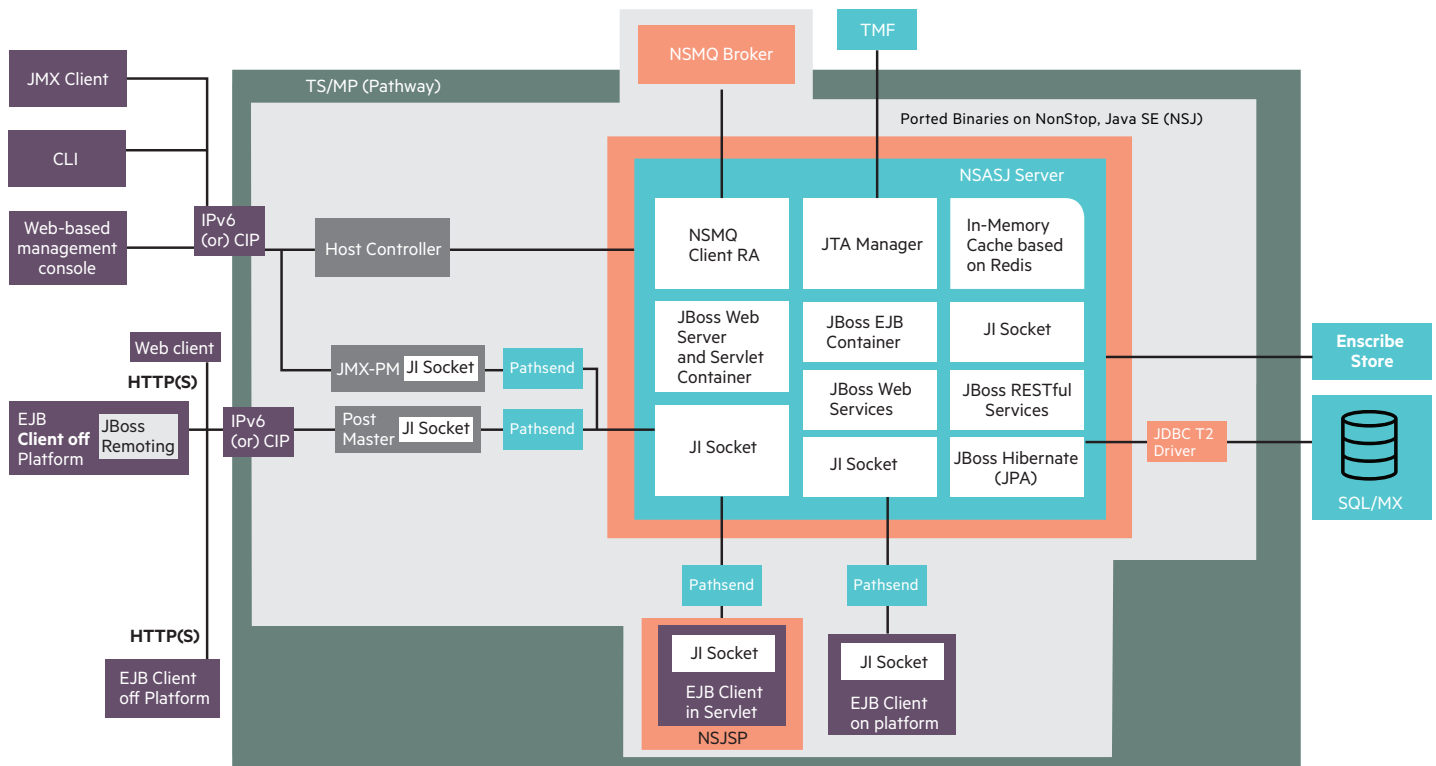 NSMQ Broker
TMF
JMX Client
TS/MP (Pathway)
Ported Binaries on NonStop, Java SE (NSJ)
CLI
NSASJ Server
Web-based
management
console
IPv6
(or) CIP
Host Controller
NSMQ
Client RA
JTA Manager
In-Memory
Cache based
on Redis
JBoss Web
Server
and Servlet
Container
JBoss EJB
Container
JI Socket
Web client
HTTP(S)
JMX-PM
JI Socket
Pathsend
Enscribe
Store
JBoss Web
Services
JBoss RESTful
Services
EJB
Client off
Platform
JBoss
Remoting
IPv6
(or) CIP
Post
Master
JI Socket
Pathsend
JI Socket
JI Socket
JBoss Hibernate
(JPA)
JDBC T2
Driver
SQL/MX
Pathsend
Pathsend
HTTP(S)
EJB Client
off Platform
JI Socket
EJB Client
in Servlet
NSJSP
JI Socket
EJB Client
on platform